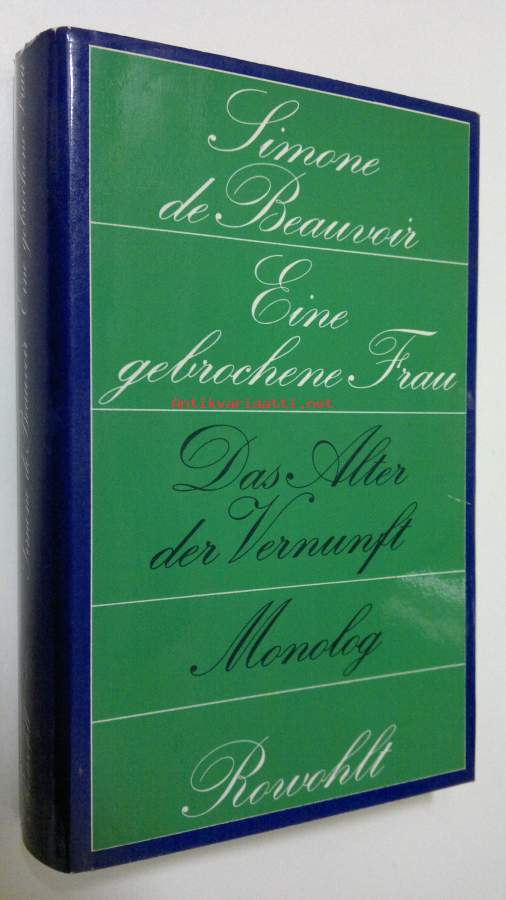 Simone
de Beauvoir
Eine
gebrochene Frau
antikvariaatti.net
Das Alter
der Vernunft
Monolog
Rowohlt
Simone de Beauvoir Eine gebrochene Frau